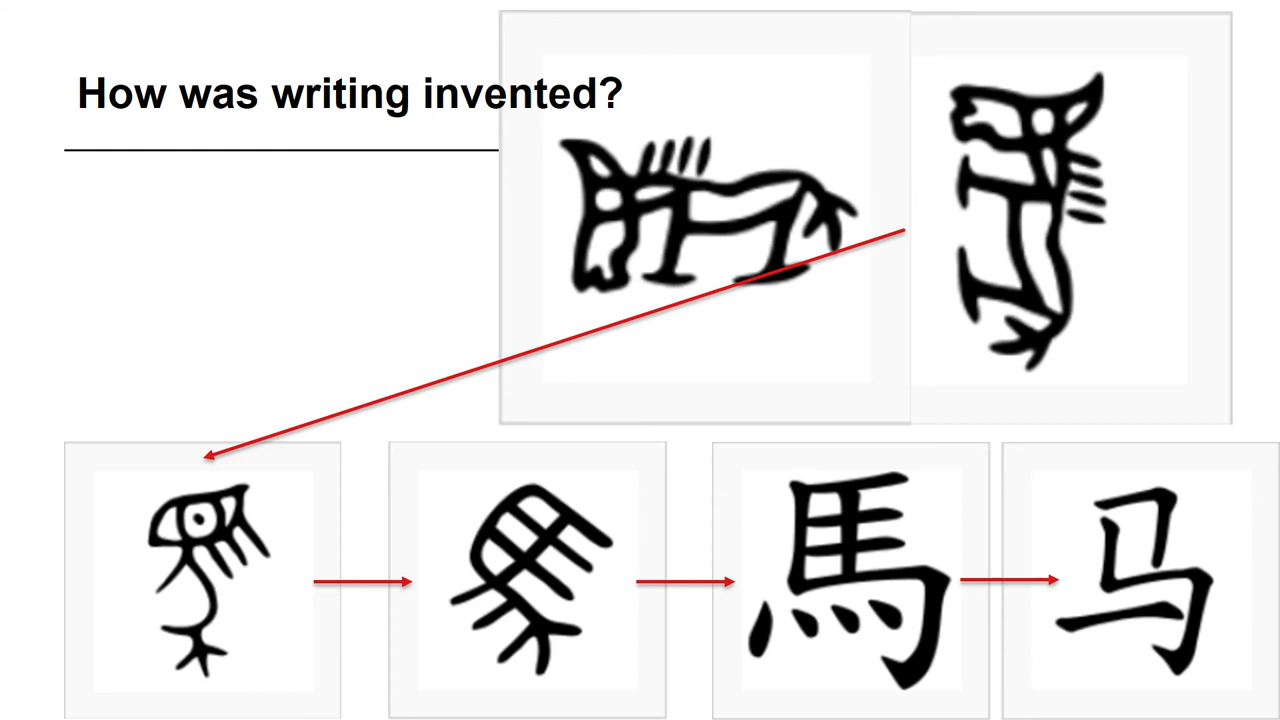 How was writing invented?
馬
马